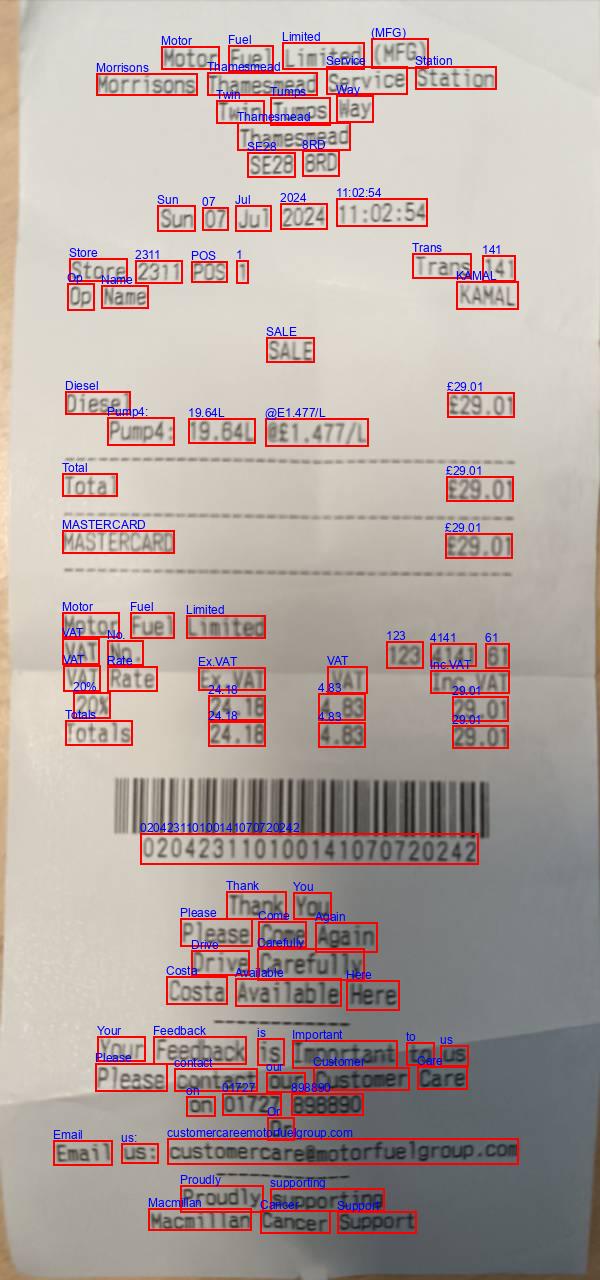 Motor Fuel Limited (MFG)
Morrisons Thamesmead Service Station
Twin Tumps Way
Thamesmead
SE28 8RD
Sun 07 Jul 2024 11:02:54
Store 2311 POS 1 Trans 141
Op Name KAMAL
SALE
Diesel £29.01
Pump4: 19.64L @£1.477/L
Total £29.01
MASTERCARD £29.01
Motor Fuel Limited
VAT No. 123 4141 61
VAT Rate Ex.VAT VAT Inc.VAT
20% 24.18 4.83 29.01
Totals 24.18 4.83 29.01
02042311010014107072​0242
Thank You
Please Come Again
Drive Carefully
Costa Available Here
Your Feedback is Important to us
Please contact our Customer Care
on 01727 898890
Or
Email us: customercare@motorfuelgroup.com
Proudly supporting
Macmillan Cancer Support